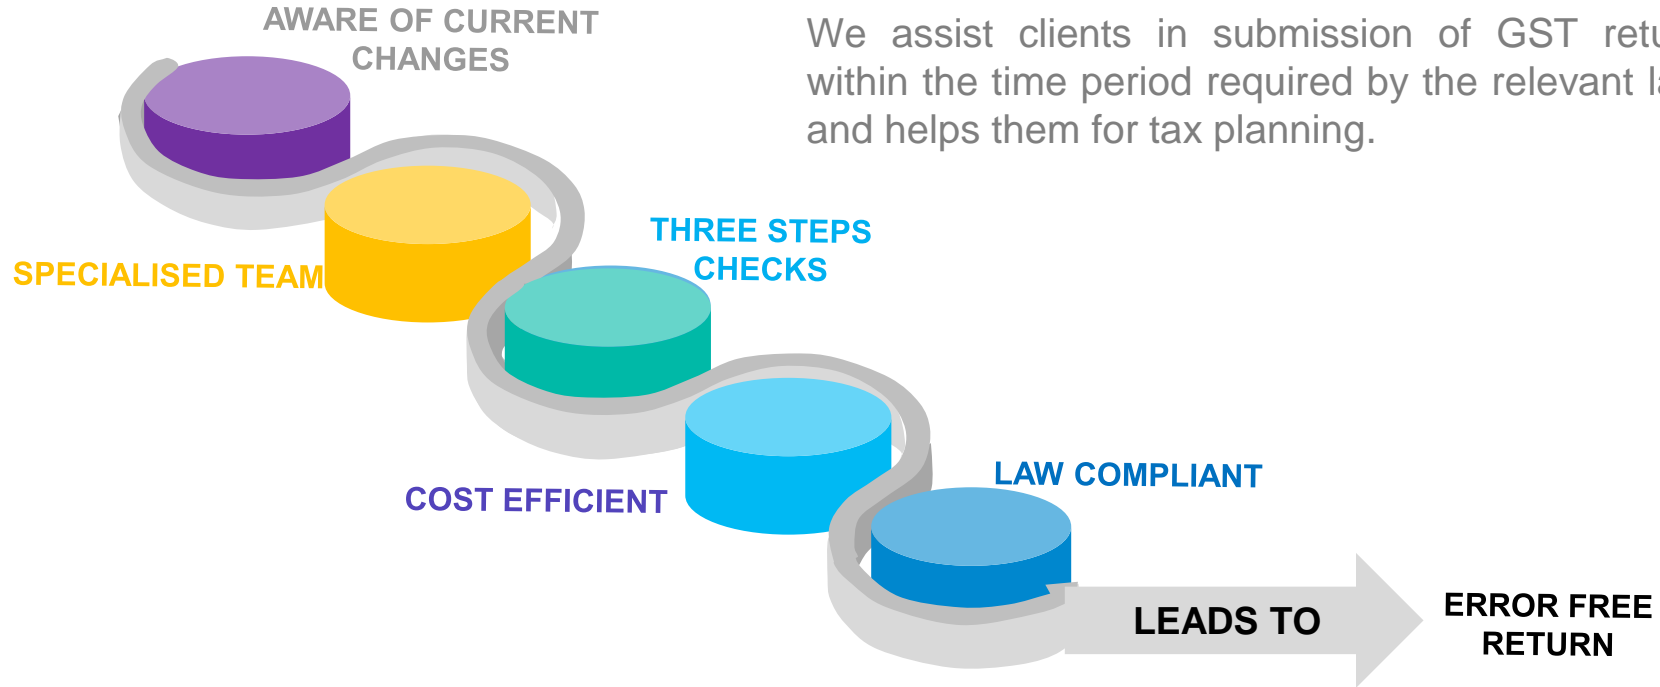 AWARE OF CURRENT
CHANGES
We assist clients in submission of GST
within the time period required by the relevant
and helps them for tax planning.
THREE STEPS
CHECKS
SPECIALISED TEAM
LAW COMPLIANT
COST EFFICIENT
LEADS TO
ERROR FREE
RETURN